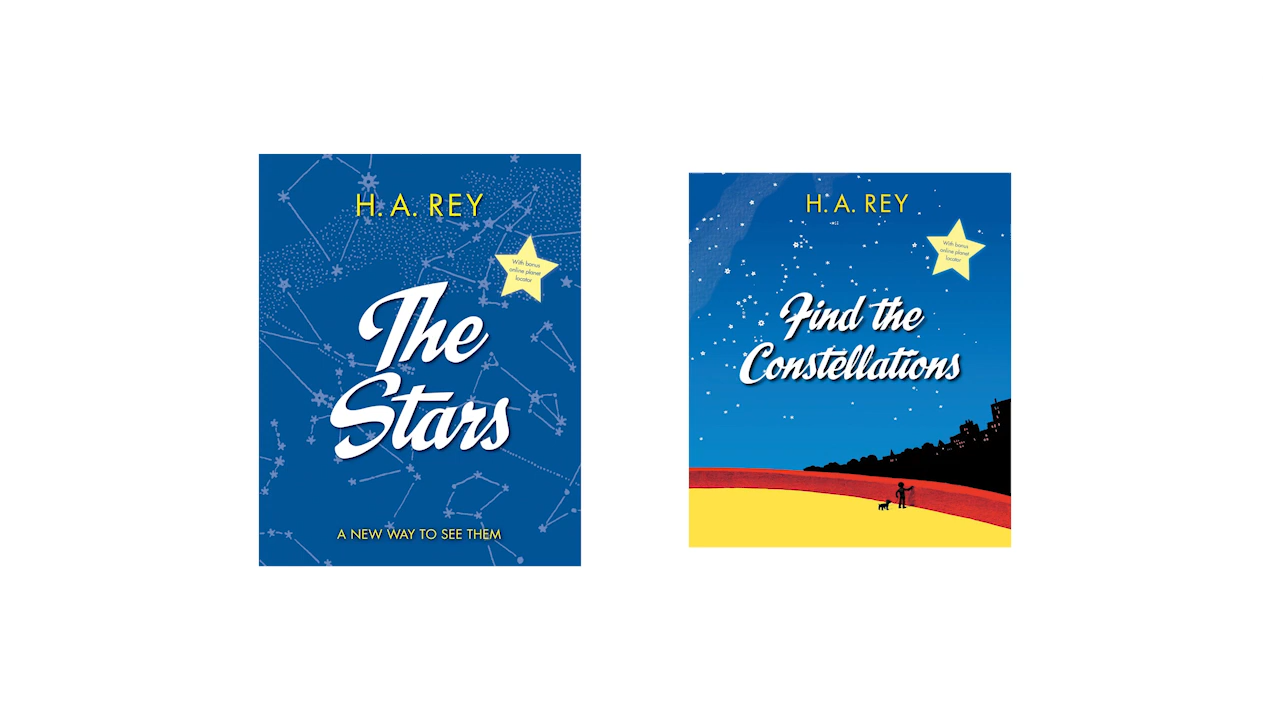 H. A. REY
With bonus
online planet
locator
The
Stars
A NEW WAY TO SEE THEM
H. A. REY
With bonus
online planet
locator
Find the
Constellations